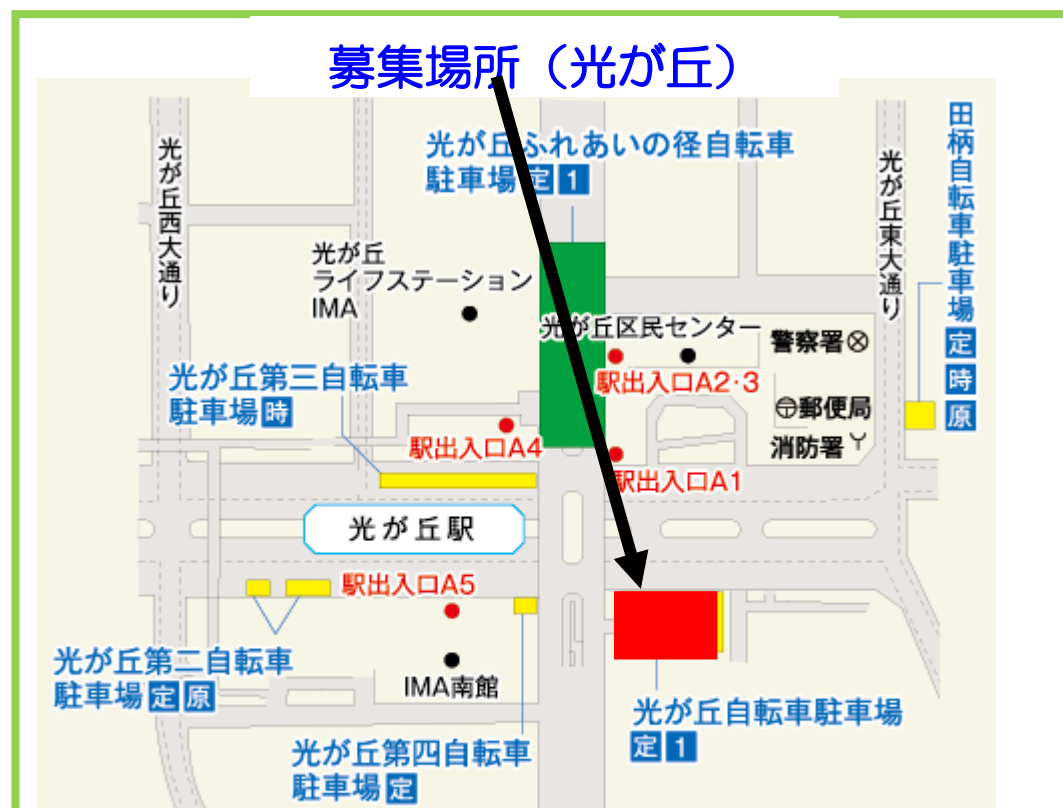 募集場所（光が丘）
光が丘ふれあいの径自転車
駐車場 定 1
田柄自転車駐車場 定 時 原
光が丘西大通り
光が丘東大通り
光が丘
ライフステーション
IMA
光が丘区民センター
警察署
駅出入口A2・3
光が丘第三自転車
駐車場 時
郵便局
駅出入口A4
消防署
駅出入口A1
光が丘駅
駅出入口A5
光が丘第二自転車
駐車場 定 原
IMA南館
光が丘自転車駐車場
定 1
光が丘第四自転車
駐車場 定